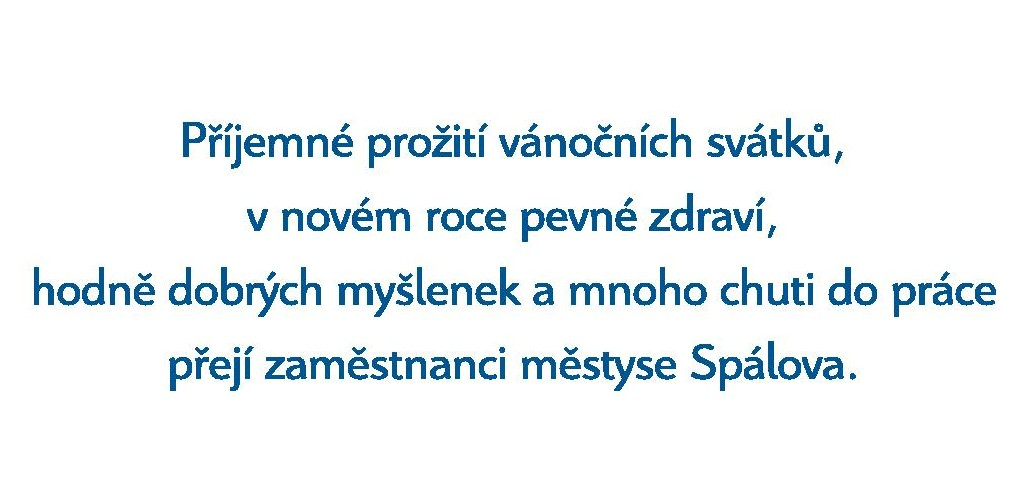 Příjemné prožití vánočních svátků,
v novém roce pevné zdraví,
hodně dobrých myšlenek a mnoho chuti do práce
přejí zaměstnanci městyse Spálova.